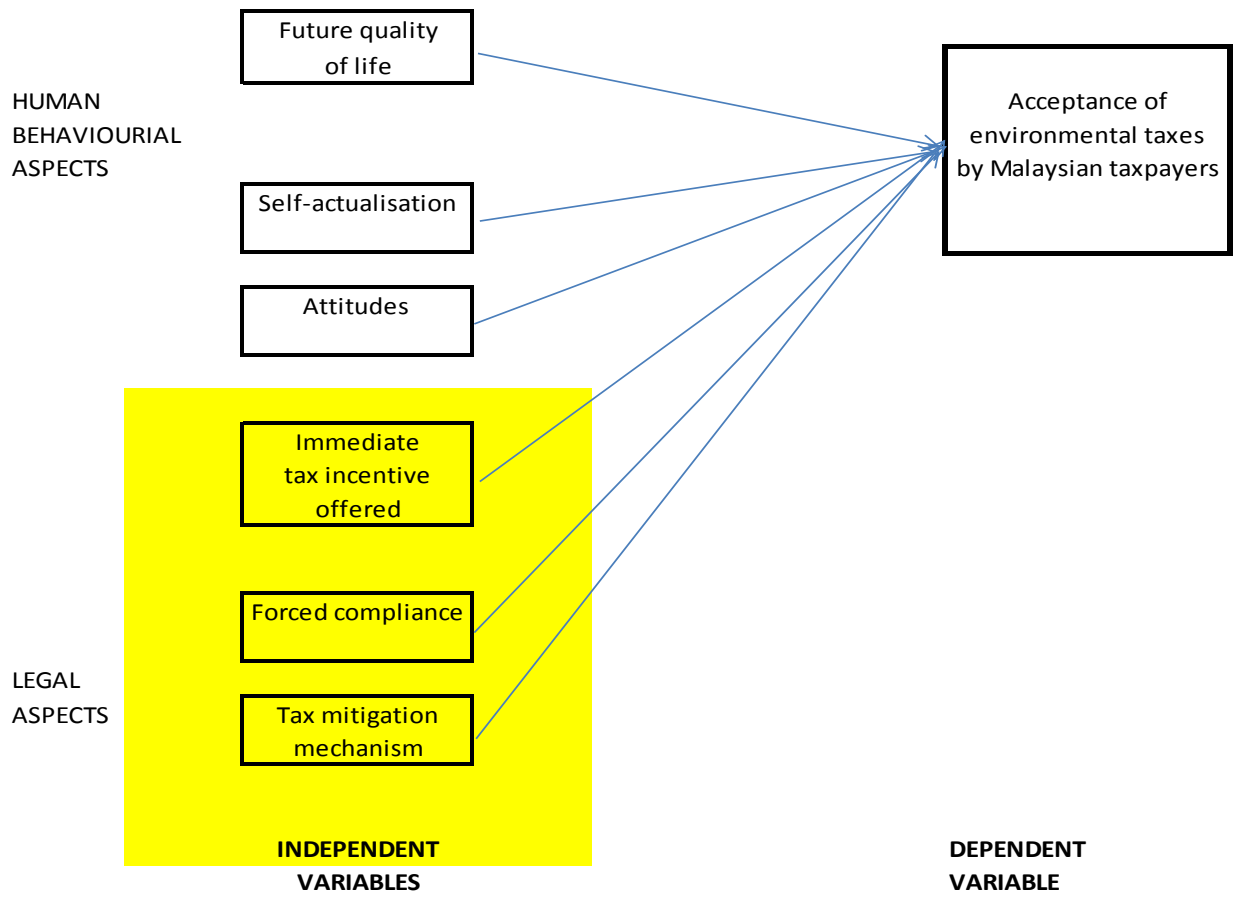 Future quality
of life
HUMAN
BEHAVIOURIAL
ASPECTS
Acceptance of
environmental taxes
by Malaysian taxpayers
Self-actualisation
Attitudes
Immediate
tax incentive
offered
Forced compliance
LEGAL
ASPECTS
Tax mitigation
mechanism
INDEPENDENT
VARIABLES
DEPENDENT
VARIABLE